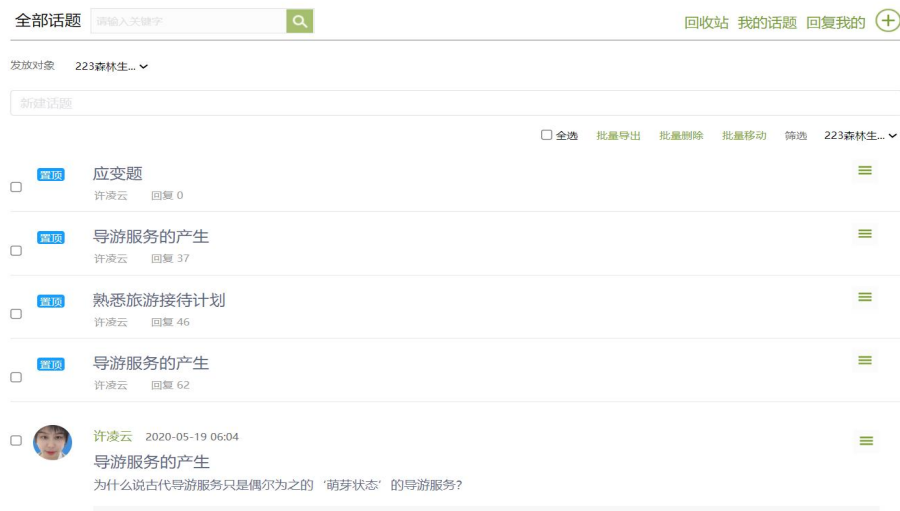 全部话题 请输入关键字 回收站 我的话题 回复我的
发放对象 223森林生...
新建话题
全选 批量导出 批量删除 批量移动 筛选 223森林生...
置顶 应变题
许凌云 回复 0
置顶 导游服务的产生
许凌云 回复 37
置顶 熟悉旅游接待计划
许凌云 回复 46
置顶 导游服务的产生
许凌云 回复 62
许凌云 2020-05-19 06:04
导游服务的产生
为什么说古代导游服务只是偶尔为之的‘萌芽状态’的导游服务?